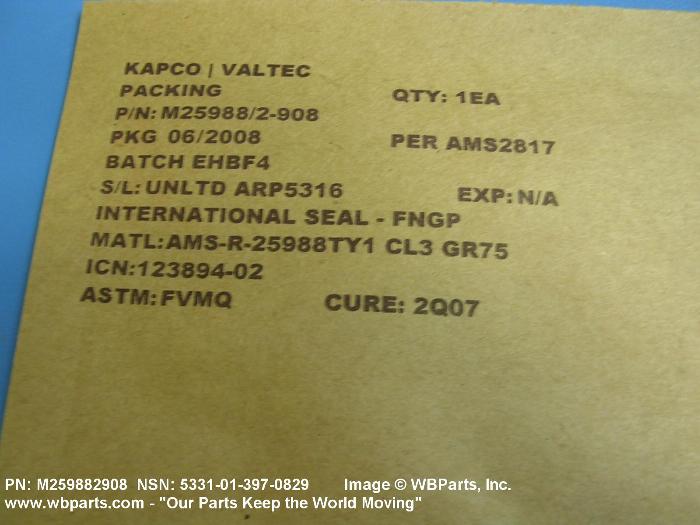 KAPCO | VALTEC
PACKING QTY: 1EA
P/N: M25988/2-908
PKG 06/2008 PER AMS2817
BATCH EHBF4
S/L: UNLTD ARP5316 EXP: N/A
INTERNATIONAL SEAL - FNGP
MATL:AMS-R-25988TY1 CL3 GR75
ICN:123894-02
ASTM: FVMQ CURE: 2Q07
PN: M259882908 NSN: 5331-01-397-0829 Image © WBParts, Inc.
www.wbparts.com - "Our Parts Keep the World Moving"